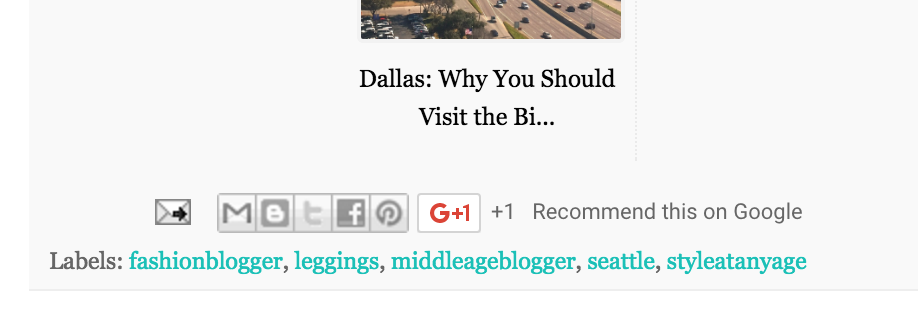 Dallas: Why You Should
Visit the Bi...
G+1 +1 Recommend this on Google
Labels: fashionblogger, leggings, middleageblogger, seattle, styleatanyage